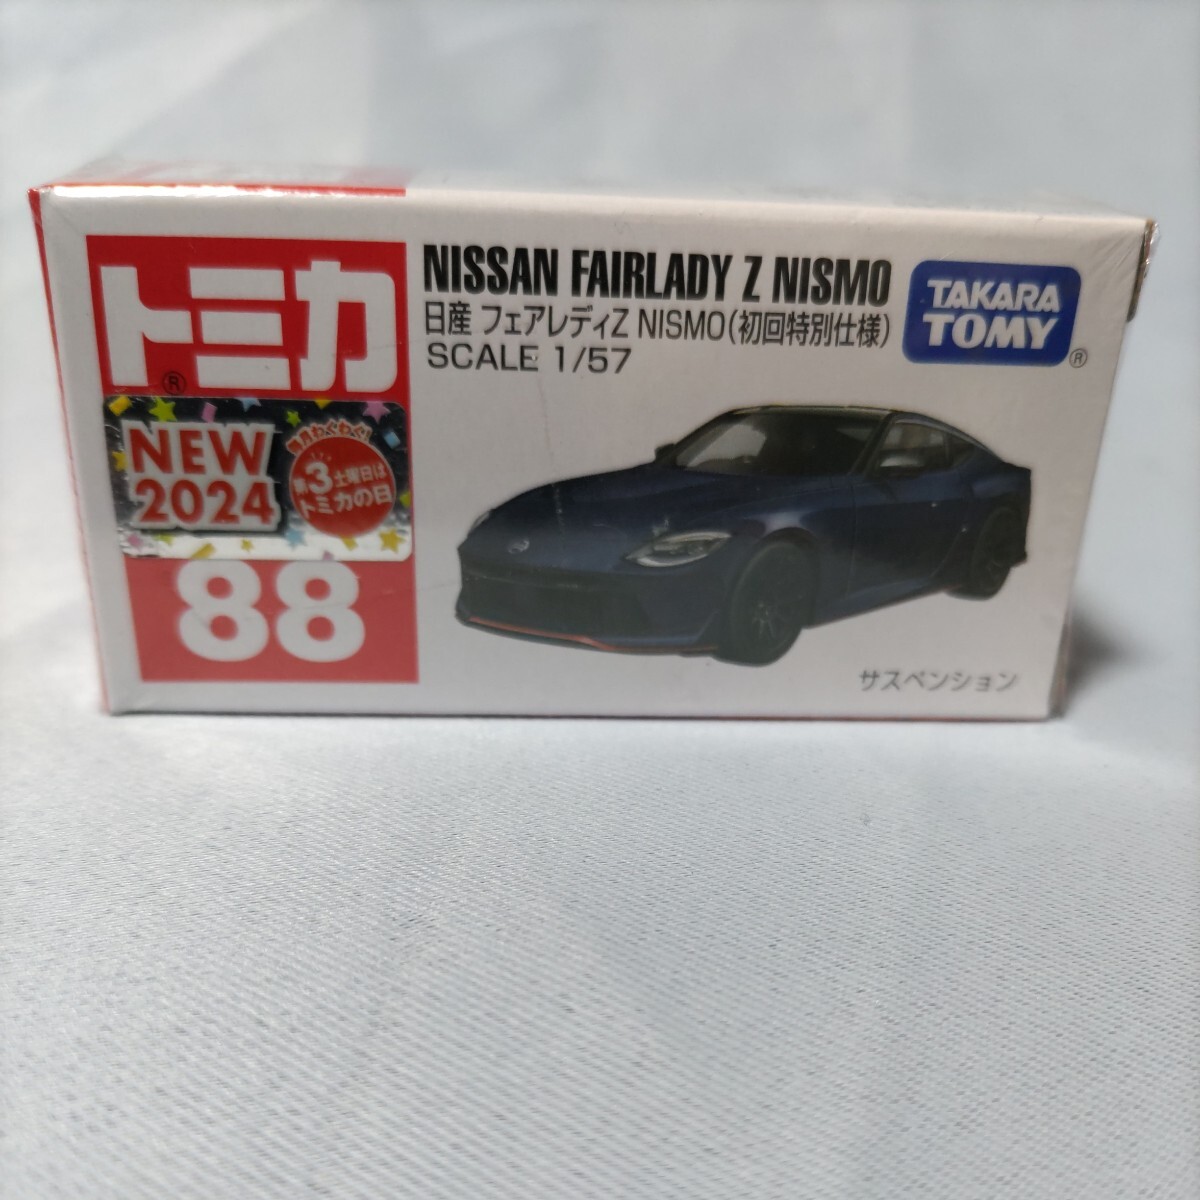 トミカ
®
NEW
2024
毎月わくわく!
第3土曜日は
トミカの日
88
NISSAN FAIRLADY Z NISMO
日産 フェアレディZ NISMO(初回特別仕様)
SCALE 1/57
TAKARA
TOMY
®
サスペンション